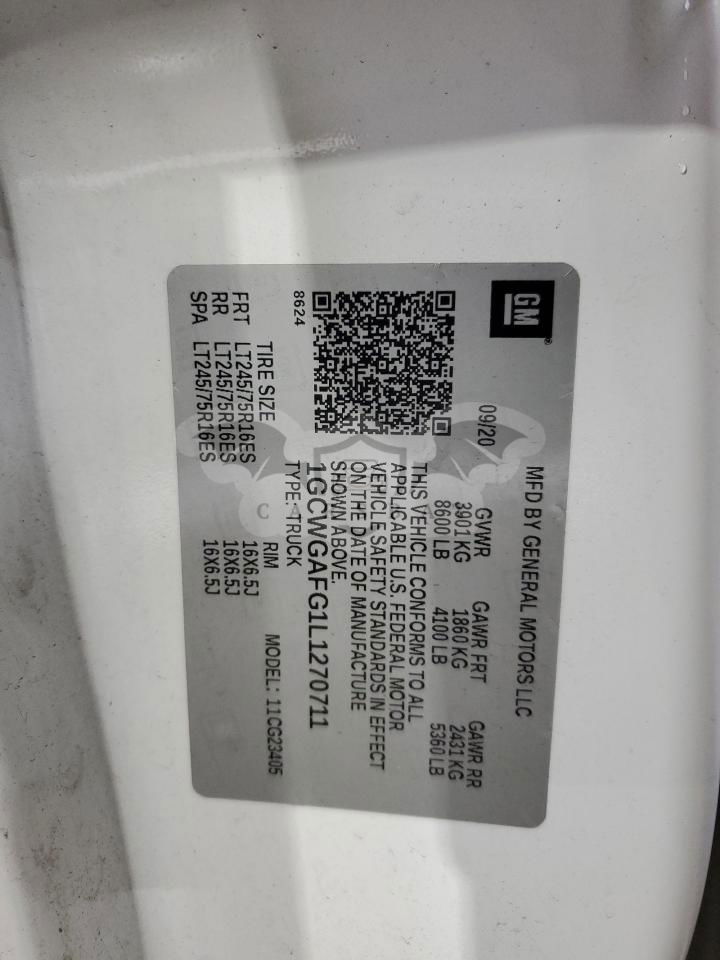 GM
MFD BY GENERAL MOTORS LLC
09/20
GVWR GAWR FRT GAWR RR
3901 KG 1860 KG 2431 KG
8600 LB 4100 LB 5360 LB
THIS VEHICLE CONFORMS TO ALL
APPLICABLE U.S. FEDERAL MOTOR
VEHICLE SAFETY STANDARDS IN EFFECT
ON THE DATE OF MANUFACTURE
SHOWN ABOVE.
1GCWGAFG1L1270711
8624
TYPE: TRUCK
MODEL: 11CG23405
TIRE SIZE RIM
FRT LT245/75R16ES 16X6.5J
RR LT245/75R16ES 16X6.5J
SPA LT245/75R16ES 16X6.5J